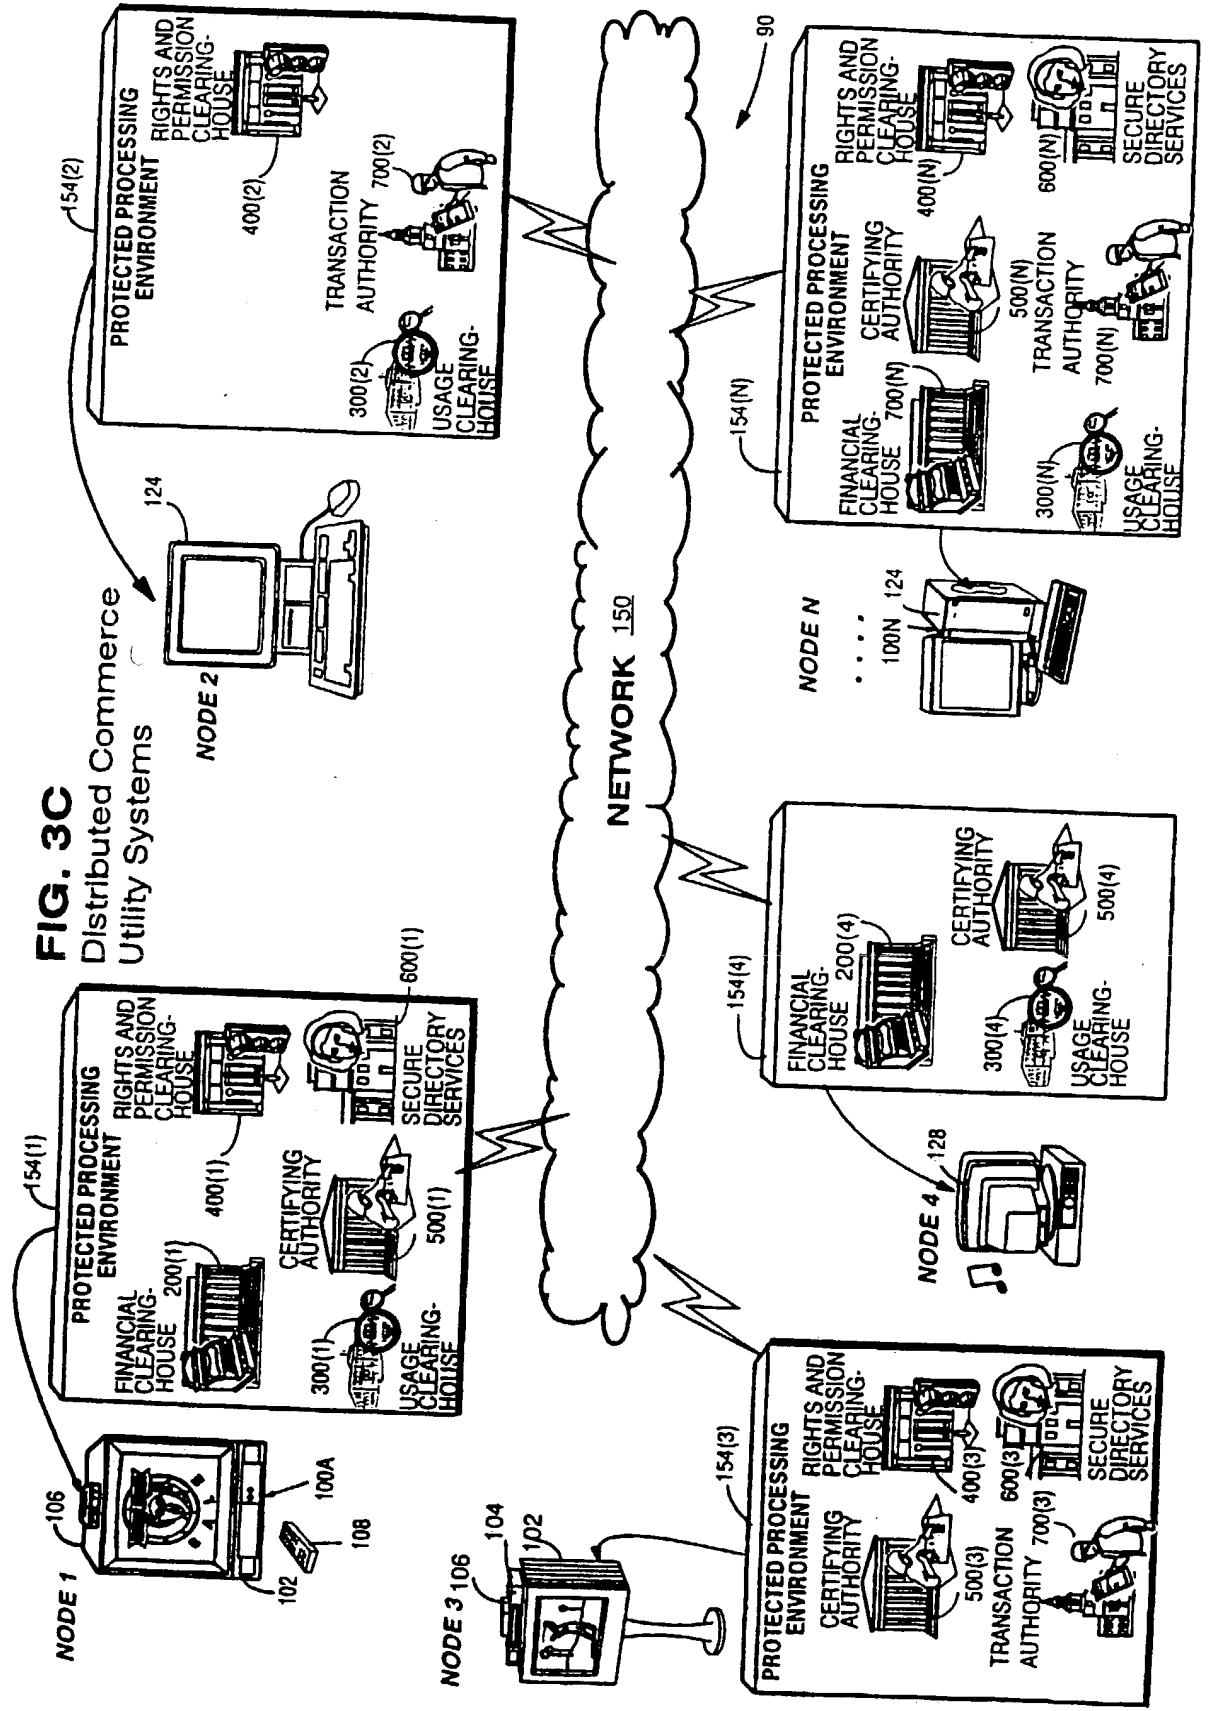 FIG. 3C
Distributed Commerce
Utility Systems
NODE 1
106
102
100A
108
154(1)
PROTECTED PROCESSING
ENVIRONMENT
FINANCIAL
CLEARING-
HOUSE
200(1)
RIGHTS AND
PERMISSION
CLEARING-
HOUSE
400(1)
CERTIFYING
AUTHORITY
500(1)
300(1)
USAGE
CLEARING-
HOUSE
600(1)
SECURE
DIRECTORY
SERVICES
NODE 2
124
154(2)
PROTECTED PROCESSING
ENVIRONMENT
RIGHTS AND
PERMISSION
CLEARING-
HOUSE
400(2)
TRANSACTION
AUTHORITY
700(2)
300(2)
USAGE
CLEARING-
HOUSE
NETWORK 150
90
NODE 3
106
104
102
154(3)
PROTECTED PROCESSING
ENVIRONMENT
CERTIFYING
AUTHORITY
500(3)
RIGHTS AND
PERMISSION
CLEARING-
HOUSE
400(3)
TRANSACTION
AUTHORITY
700(3)
600(3)
SECURE
DIRECTORY
SERVICES
NODE 4
128
154(4)
FINANCIAL
CLEARING-
HOUSE
200(4)
CERTIFYING
AUTHORITY
500(4)
300(4)
USAGE
CLEARING-
HOUSE
NODE N
. . . .
100N
124
154(N)
PROTECTED PROCESSING
ENVIRONMENT
FINANCIAL
CLEARING-
HOUSE
700(N)
CERTIFYING
AUTHORITY
500(N)
RIGHTS AND
PERMISSION
CLEARING-
HOUSE
400(N)
300(N)
USAGE
CLEARING-
HOUSE
TRANSACTION
AUTHORITY
700(N)
600(N)
SECURE
DIRECTORY
SERVICES